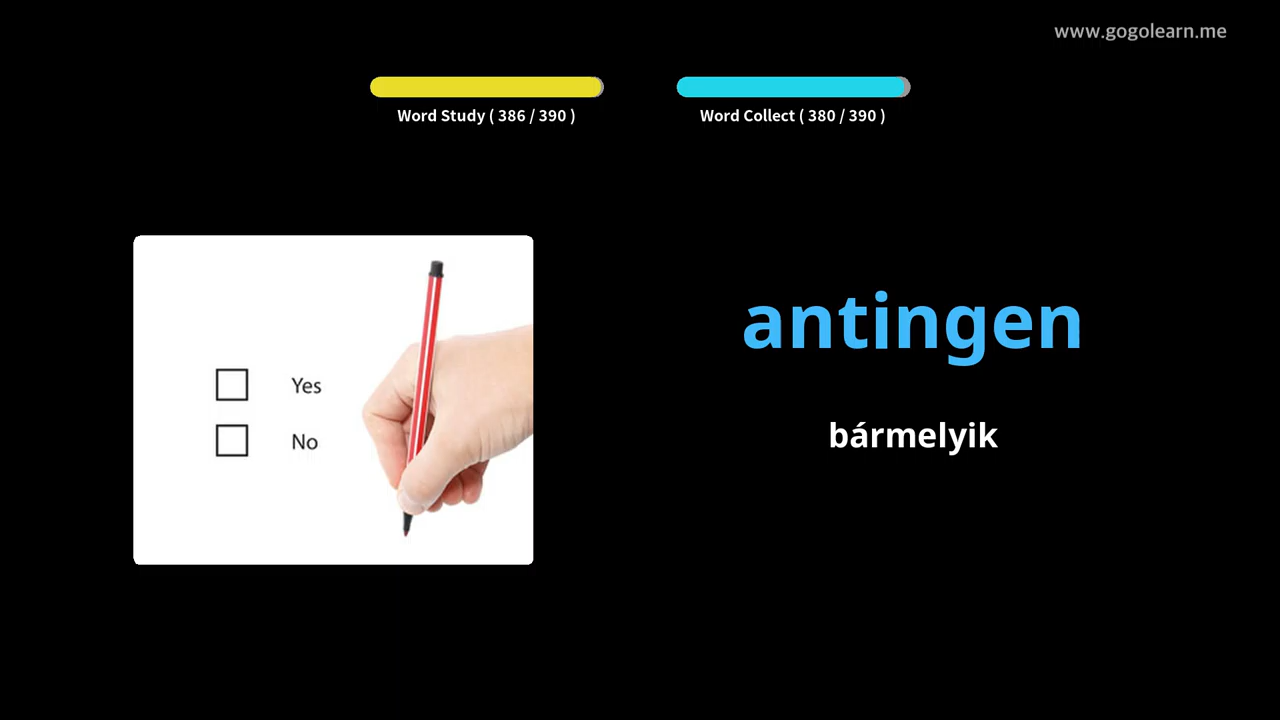 www.gogolearn.me
Word Study ( 386 / 390 )
Word Collect ( 380 / 390 )
Yes
No
antingen
bármelyik